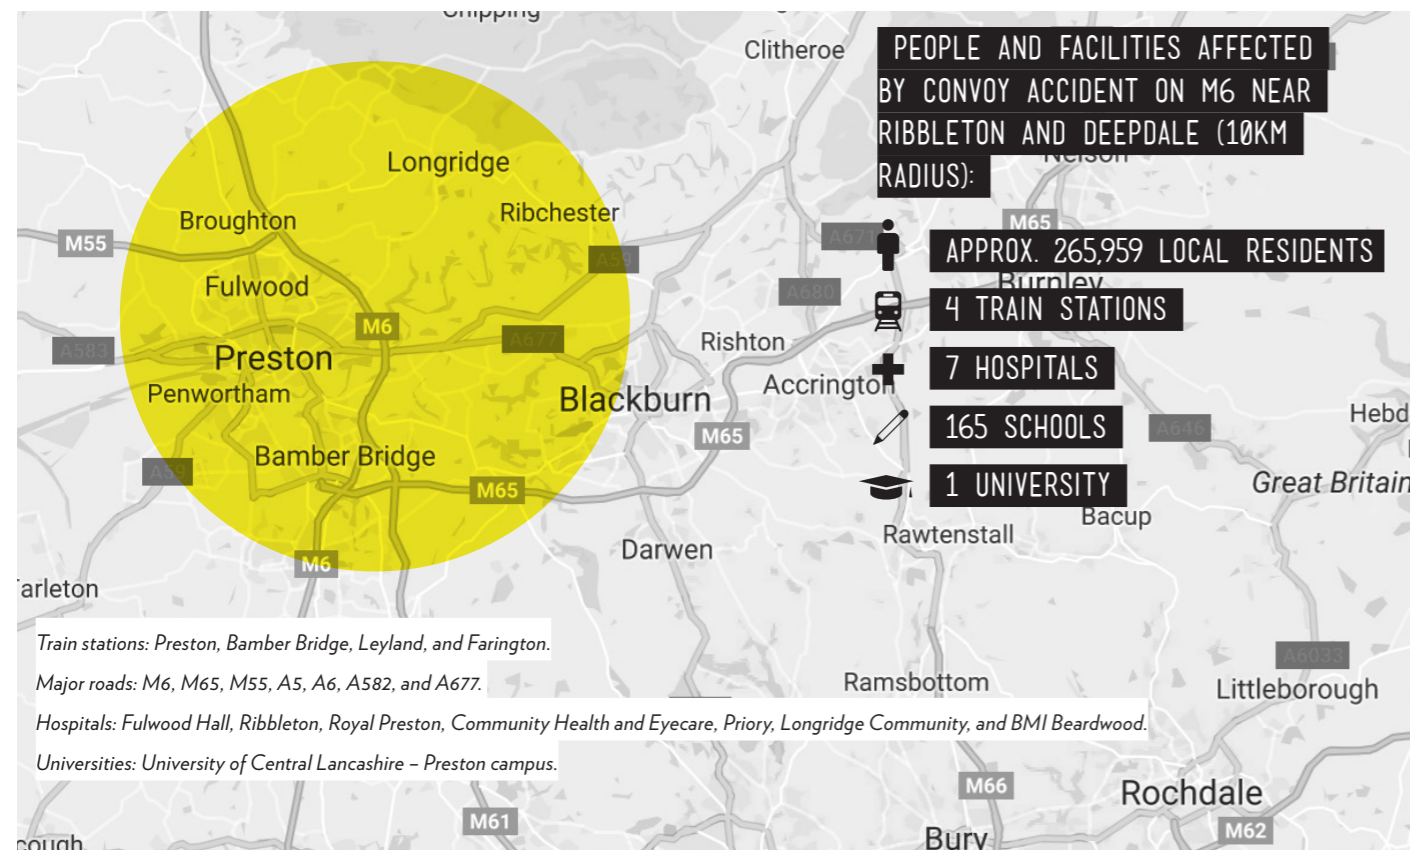 Chipping
Clitheroe
PEOPLE AND FACILITIES AFFECTED
BY CONVOY ACCIDENT ON M6 NEAR
RIBBLETON AND DEEPDALE (10KM
RADIUS):
Nelson
Longridge
Broughton
Ribchester
M55
A59
A671
M65
APPROX. 265,959 LOCAL RESIDENTS
Burnley
Fulwood
A680
4 TRAIN STATIONS
M6
A677
A583
Preston
Rishton
7 HOSPITALS
Penwortham
Blackburn
Accrington
Hebd
165 SCHOOLS
M65
A646
Bamber Bridge
A59
M65
1 UNIVERSITY
Great Britain
Bacup
Rawtenstall
Darwen
M6
Tarleton
Train stations: Preston, Bamber Bridge, Leyland, and Farington.
A6033
Major roads: M6, M65, M55, A5, A6, A582, and A677.
Ramsbottom
Littleborough
Hospitals: Fulwood Hall, Ribbleton, Royal Preston, Community Health and Eyecare, Priory, Longridge Community, and BMI Beardwood.
Universities: University of Central Lancashire – Preston campus.
M66
Rochdale
M61
M62
Bury